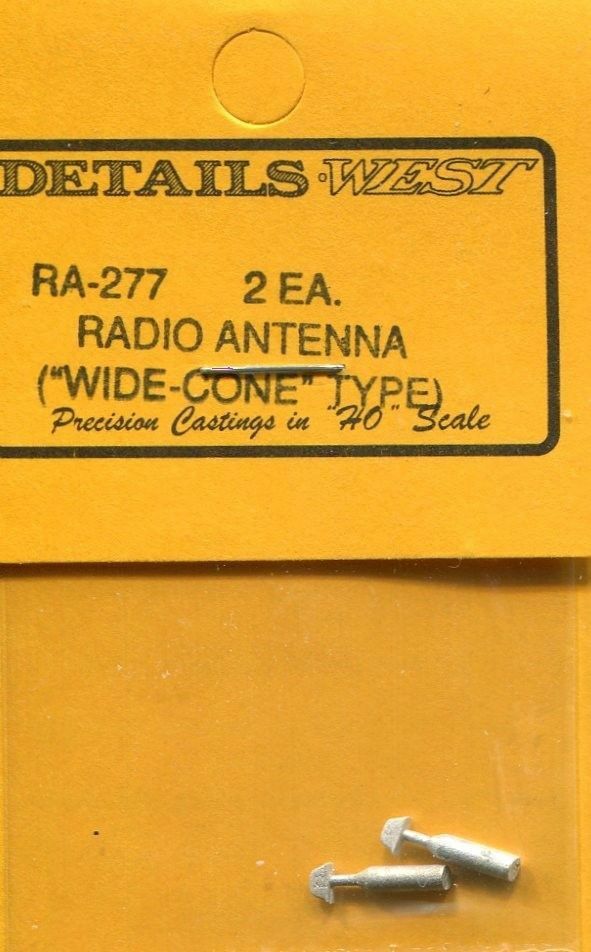 DETAILS WEST
RA-277 2 EA.
RADIO ANTENNA
("WIDE-CONE" TYPE)
Precision Castings in "HO" Scale